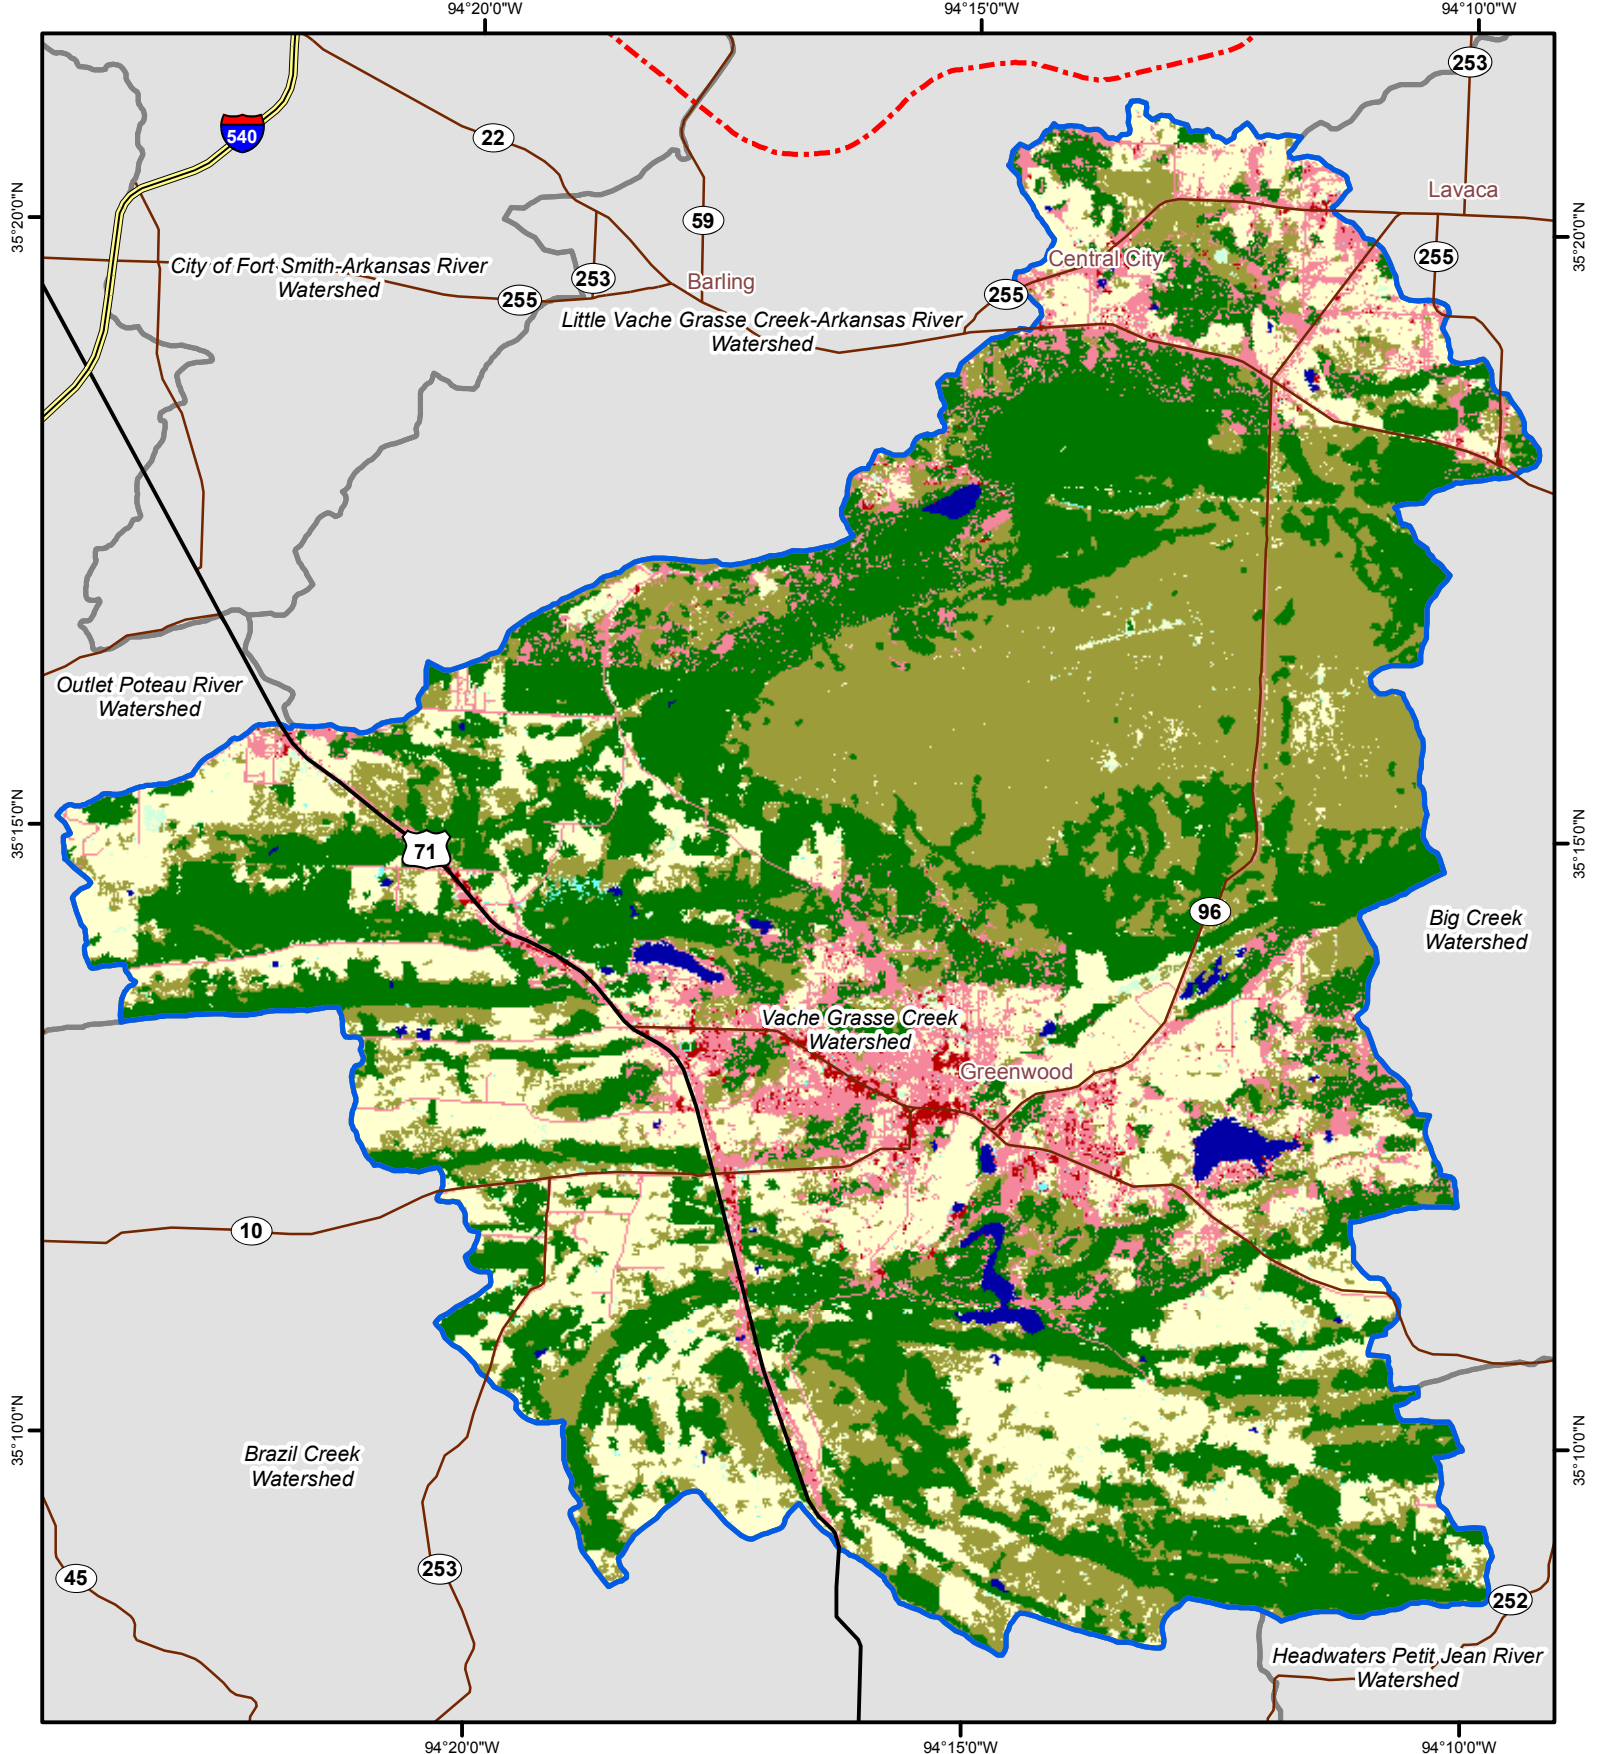 94°20'0"W
94°15'0"W
94°10'0"W
253
540
22
Lavaca
35°20'0"N
59
35°20'0"N
255
Central City
City of Fort Smith-Arkansas River
Watershed
253
Barling
255
255
Little Vache Grasse Creek-Arkansas River
Watershed
Outlet Poteau River
Watershed
35°15'0"N
71
35°15'0"N
96
Big Creek
Watershed
Vache Grasse Creek
Watershed
Greenwood
10
35°10'0"N
35°10'0"N
Brazil Creek
Watershed
253
45
252
Headwaters Petit Jean River
Watershed
94°20'0"W
94°15'0"W
94°10'0"W